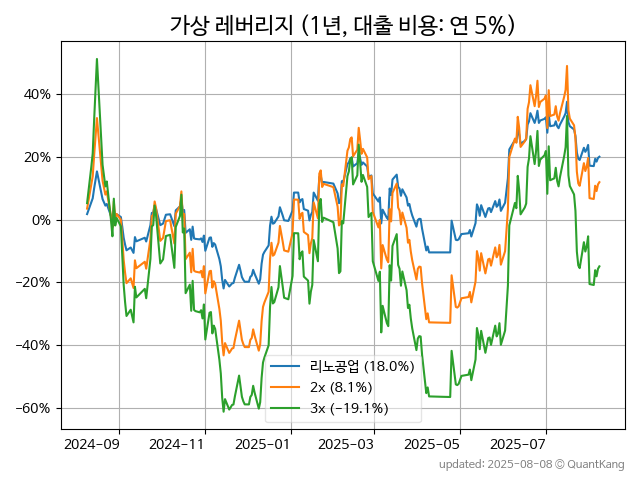 가상 레버리지 (1년, 대출 비용: 연 5%)
40%
20%
0%
−20%
−40%
−60%
리노공업 (18.0%)
2x (8.1%)
3x (−19.1%)
2024-09 2024-11 2025-01 2025-03 2025-05 2025-07
updated: 2025-08-08 © QuantKang